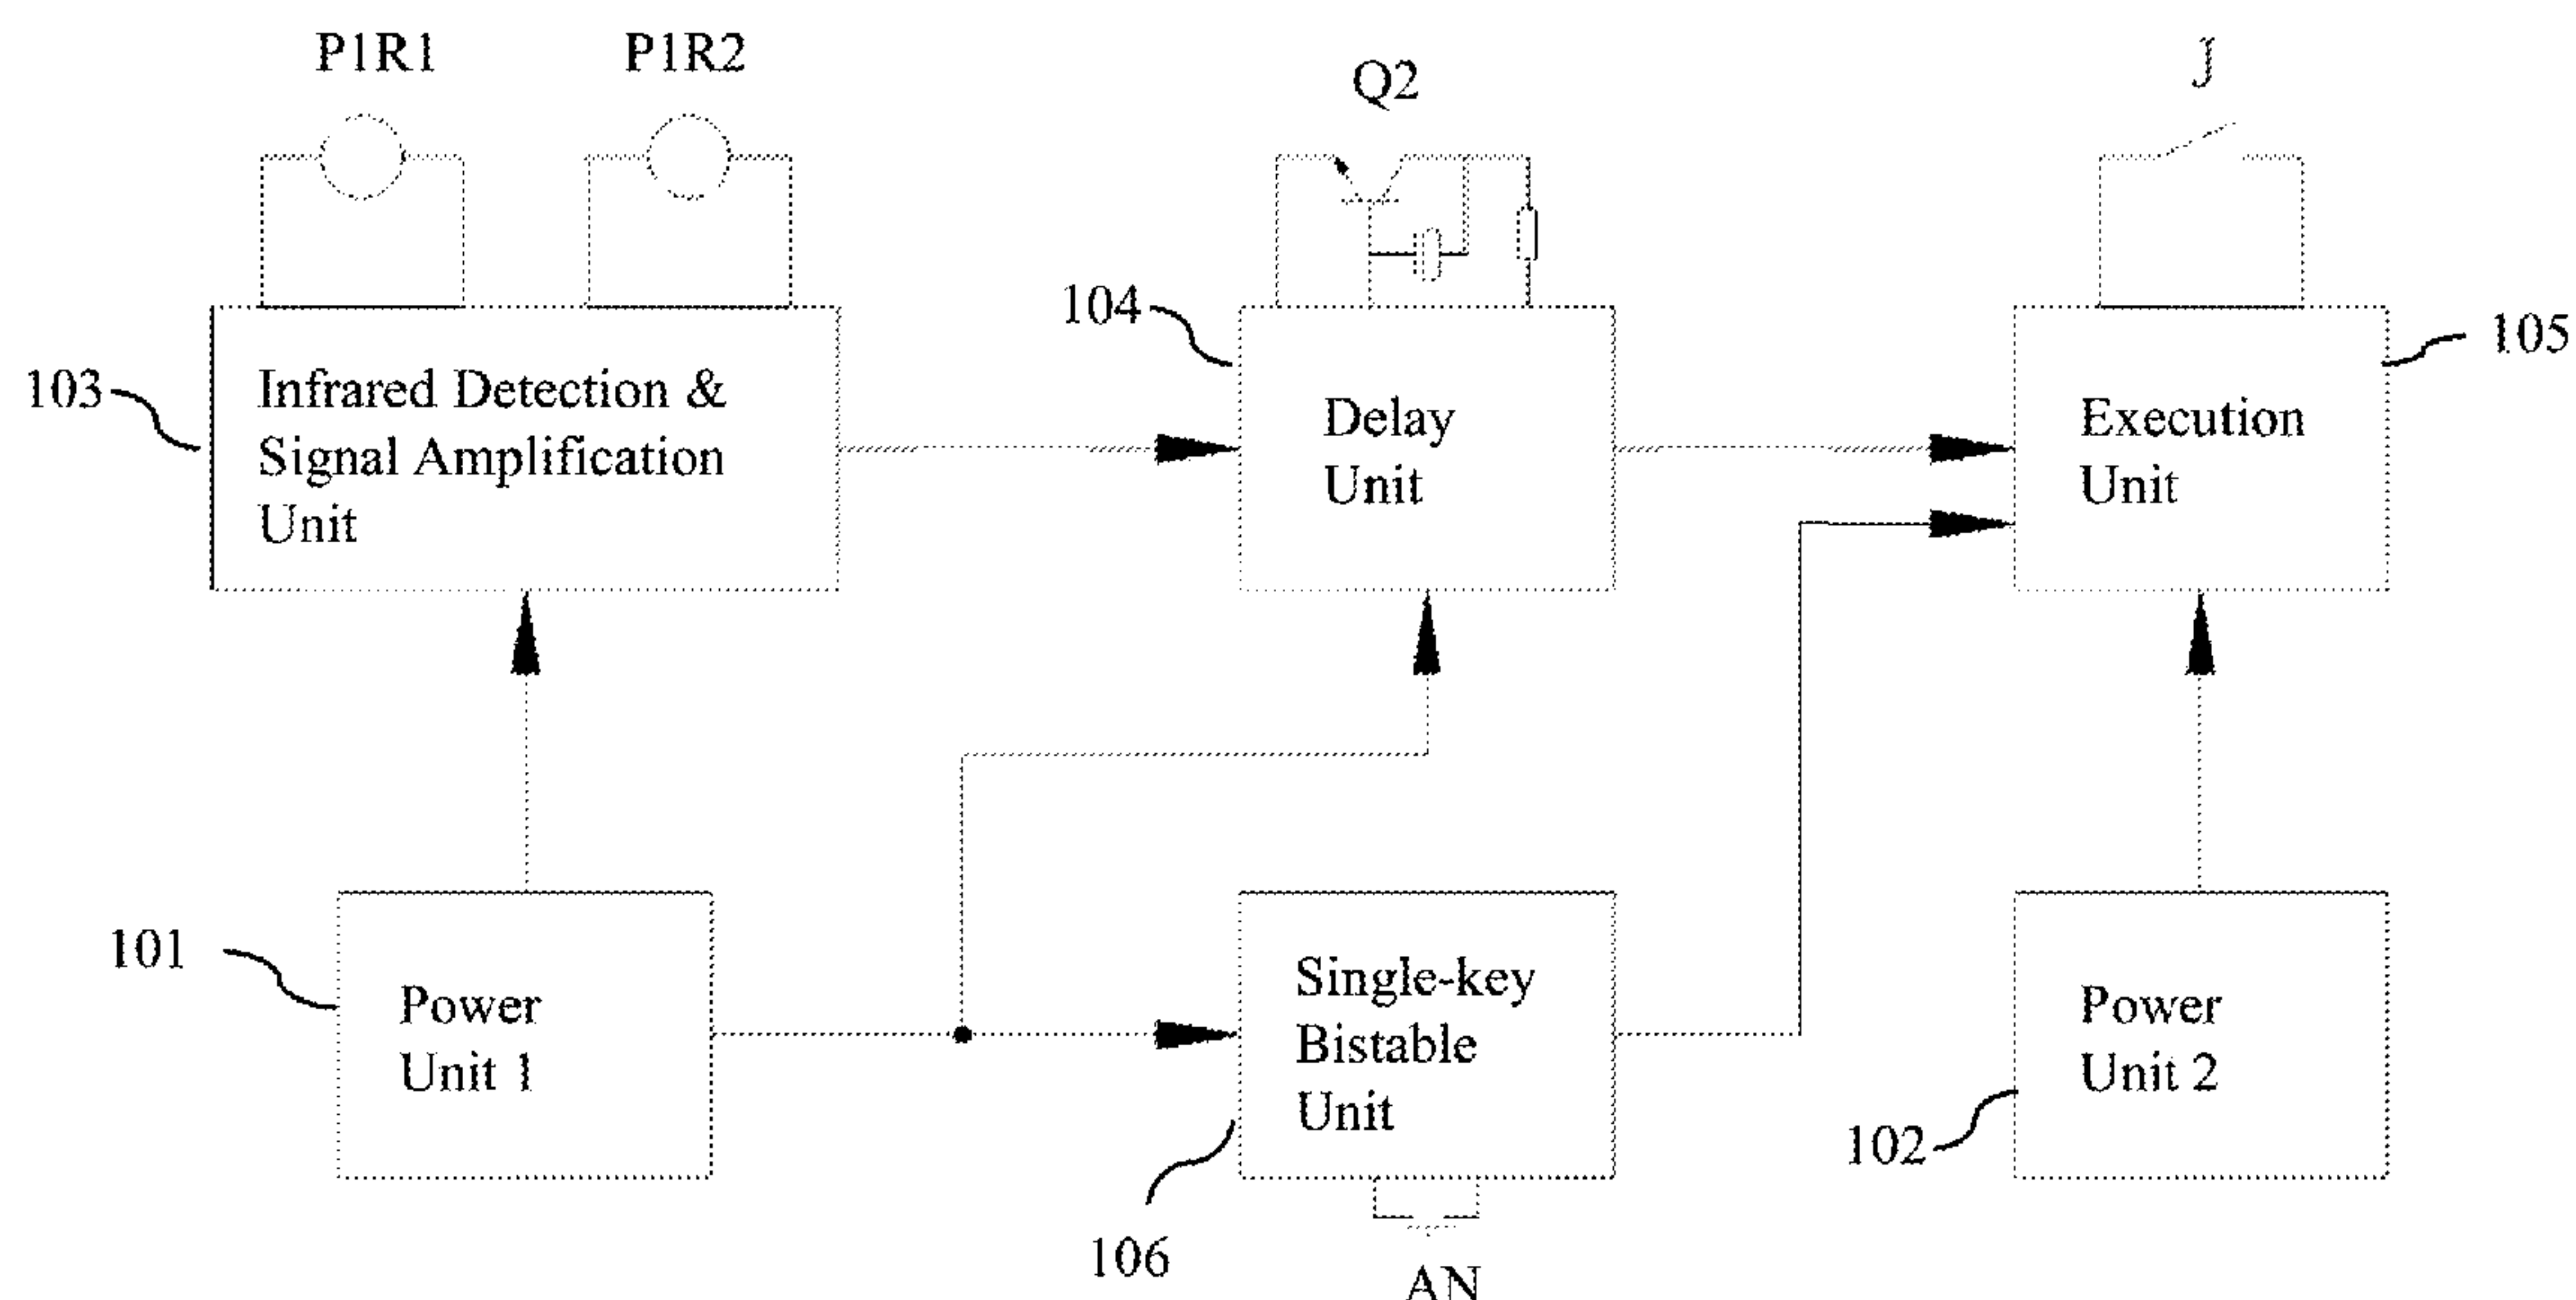 P1R1
P1R2
Q2
J
104
105
103
Infrared Detection &
Signal Amplification
Unit
Delay
Unit
Execution
Unit
101
Power
Unit 1
Single-key
Bistable
Unit
Power
Unit 2
102
106
AN